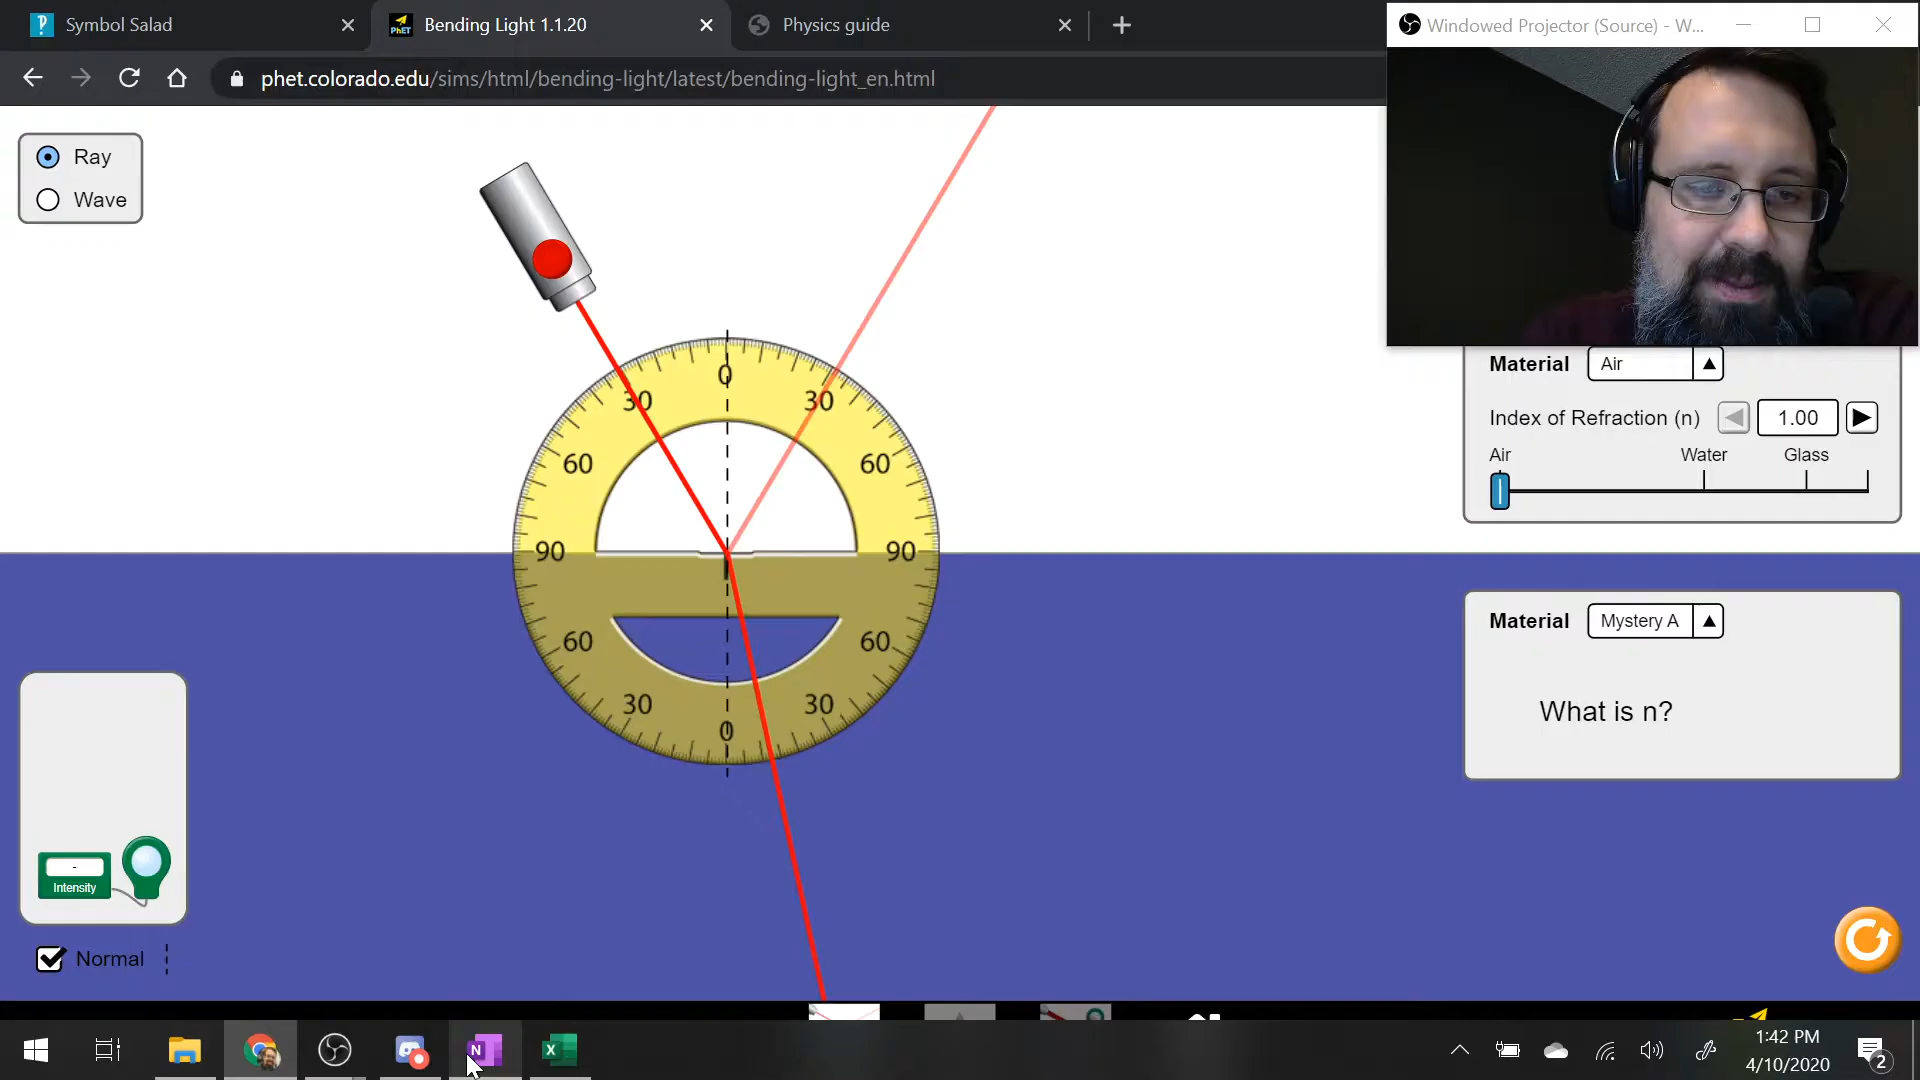 Symbol Salad
PhET
Bending Light 1.1.20
Physics guide
Windowed Projector (Source) - W...
phet.colorado.edu/sims/html/bending-light/latest/bending-light_en.html
Ray
Wave
0
30
30
60
60
90
90
60
60
30
30
0
Material
Air
Index of Refraction (n)
1.00
Air
Water
Glass
Material
Mystery A
What is n?
-
Intensity
Normal
N
X
1:42 PM
4/10/2020
2